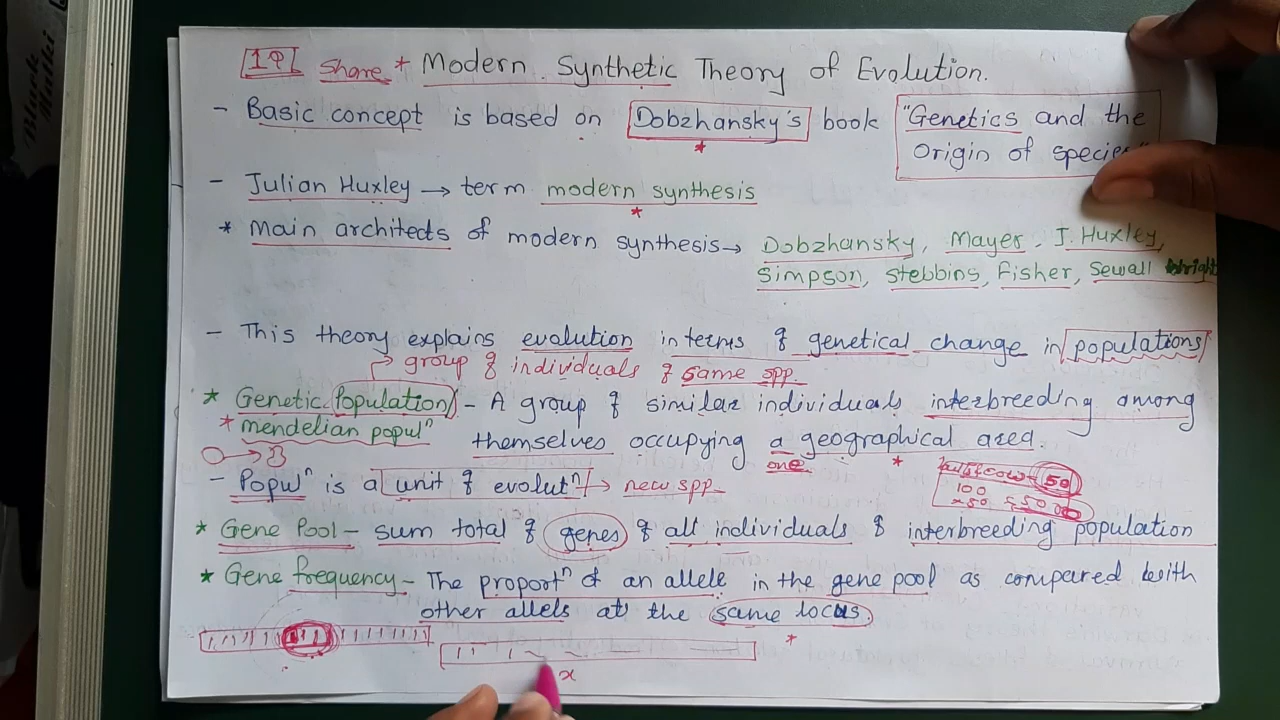 1Q Share * Modern Synthetic Theory of Evolution.
- Basic concept is based on Dobzhansky's book "Genetics and the
Origin of species"
- Julian Huxley → term modern synthesis
*
* Main architects of modern synthesis → Dobzhansky, Mayer, J. Huxley,
Simpson, Stebbins, Fisher, Sewall
- This theory explains evolution in terms of genetical change in populations
→ group of individuals of same spp.
* Genetic Population - A group of similar individuals interbreeding among
* mendelian populⁿ themselves occupying a geographical area.
one *
- Populⁿ is a unit of evolutⁿ → new spp.
50
100
* Gene Pool - sum total of genes of all individuals of interbreeding population
* Gene frequency - The proportⁿ of an allele in the gene pool as compared with
other allels at the same locus.
*
x